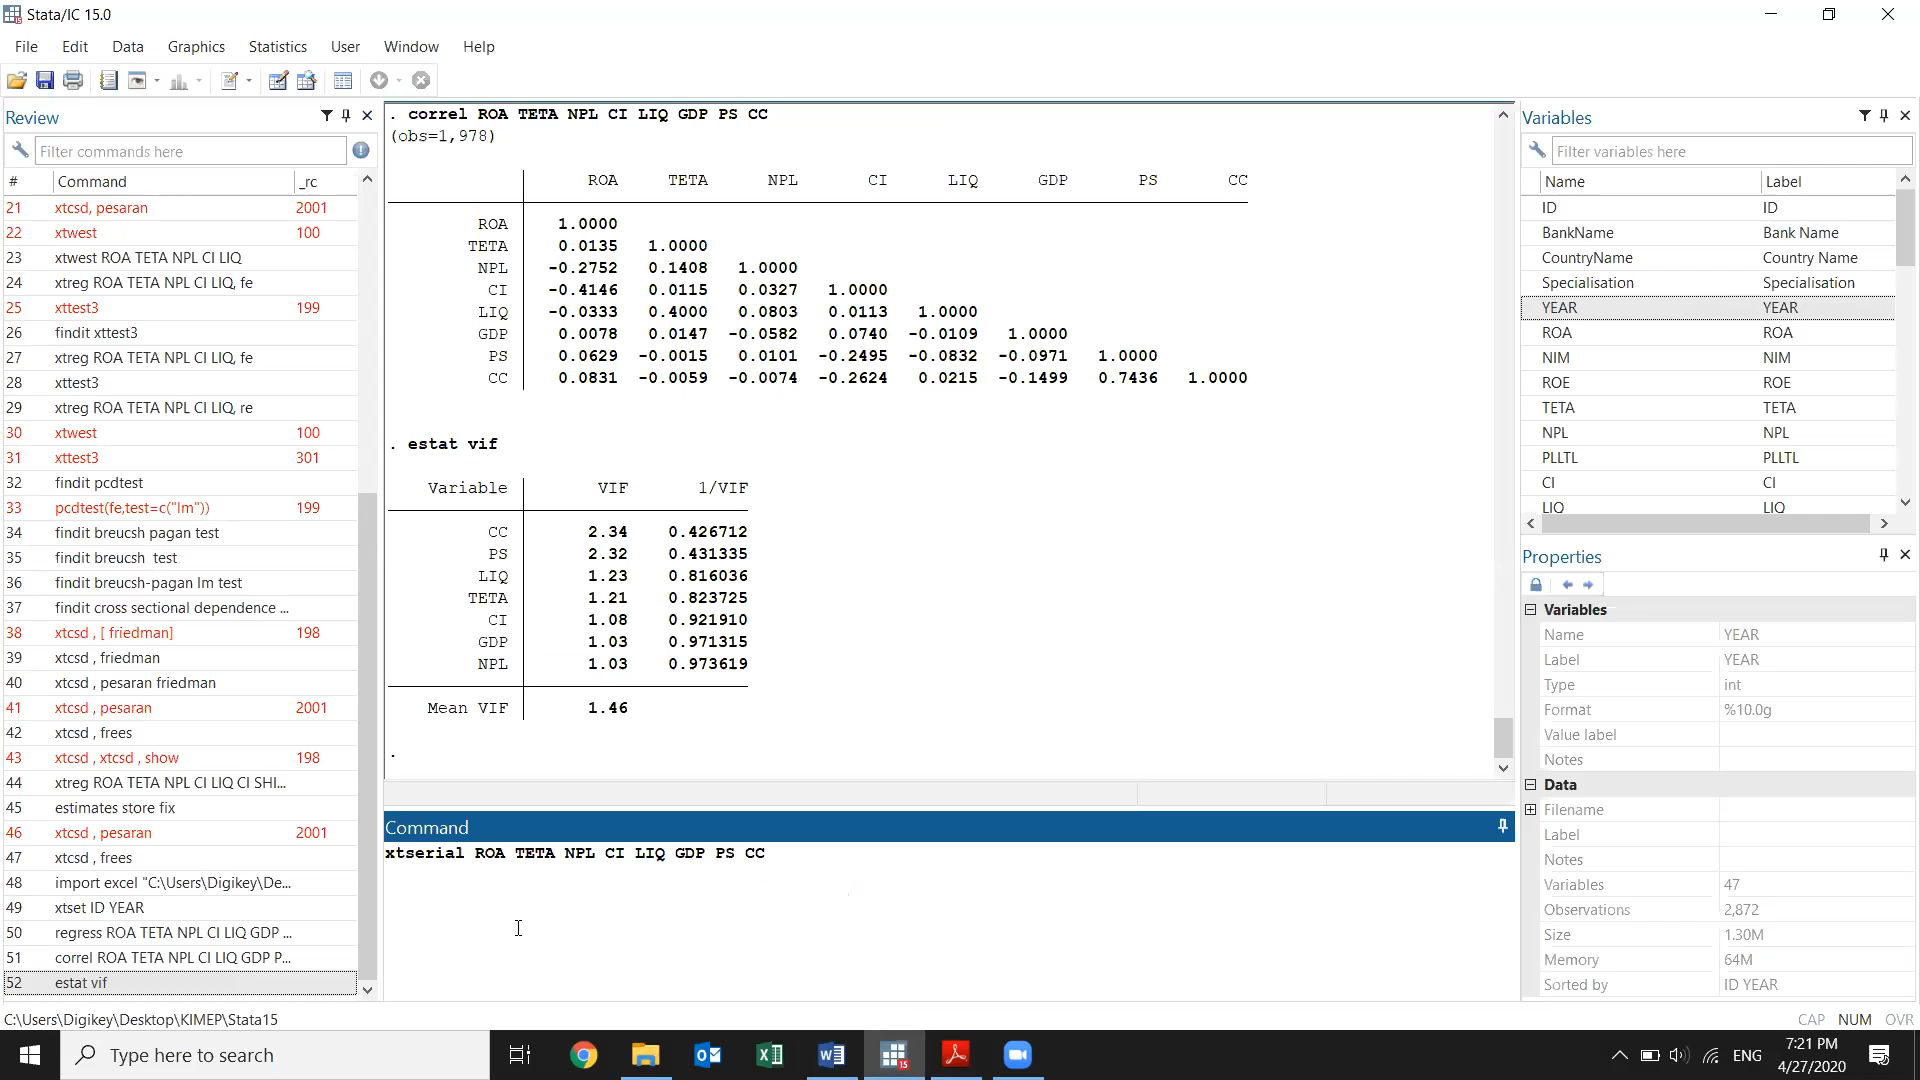 Stata/IC 15.0
File Edit Data Graphics Statistics User Window Help
Review
Filter commands here
# Command _rc
21 xtcsd, pesaran 2001
22 xtwest 100
23 xtwest ROA TETA NPL CI LIQ
24 xtreg ROA TETA NPL CI LIQ, fe
25 xttest3 199
26 findit xttest3
27 xtreg ROA TETA NPL CI LIQ, fe
28 xttest3
29 xtreg ROA TETA NPL CI LIQ, re
30 xtwest 100
31 xttest3 301
32 findit pcdtest
33 pcdtest(fe,test=c("lm")) 199
34 findit breucsh pagan test
35 findit breucsh test
36 findit breucsh-pagan lm test
37 findit cross sectional dependence ...
38 xtcsd , [ friedman] 198
39 xtcsd , friedman
40 xtcsd , pesaran friedman
41 xtcsd , pesaran 2001
42 xtcsd , frees
43 xtcsd , xtcsd , show 198
44 xtreg ROA TETA NPL CI LIQ CI SHI...
45 estimates store fix
46 xtcsd , pesaran 2001
47 xtcsd , frees
48 import excel "C:\Users\Digikey\De...
49 xtset ID YEAR
50 regress ROA TETA NPL CI LIQ GDP ...
51 correl ROA TETA NPL CI LIQ GDP P...
52 estat vif
. correl ROA TETA NPL CI LIQ GDP PS CC
(obs=1,978)
ROA TETA NPL CI LIQ GDP PS CC
ROA 1.0000
TETA 0.0135 1.0000
NPL -0.2752 0.1408 1.0000
CI -0.4146 0.0115 0.0327 1.0000
LIQ -0.0333 0.4000 0.0803 0.0113 1.0000
GDP 0.0078 0.0147 -0.0582 0.0740 -0.0109 1.0000
PS 0.0629 -0.0015 0.0101 -0.2495 -0.0832 -0.0971 1.0000
CC 0.0831 -0.0059 -0.0074 -0.2624 0.0215 -0.1499 0.7436 1.0000
. estat vif
Variable VIF 1/VIF
CC 2.34 0.426712
PS 2.32 0.431335
LIQ 1.23 0.816036
TETA 1.21 0.823725
CI 1.08 0.921910
GDP 1.03 0.971315
NPL 1.03 0.973619
Mean VIF 1.46
.
Command
xtserial ROA TETA NPL CI LIQ GDP PS CC
Variables
Filter variables here
Name Label
ID ID
BankName Bank Name
CountryName Country Name
Specialisation Specialisation
YEAR YEAR
ROA ROA
NIM NIM
ROE ROE
TETA TETA
NPL NPL
PLLTL PLLTL
CI CI
LIQ LIQ
Properties
Variables
Name YEAR
Label YEAR
Type int
Format %10.0g
Value label
Notes
Data
Filename
Label
Notes
Variables 47
Observations 2,872
Size 1.30M
Memory 64M
Sorted by ID YEAR
C:\Users\Digikey\Desktop\KIMEP\Stata15
CAP NUM OVR
Type here to search
15
ENG
7:21 PM
4/27/2020